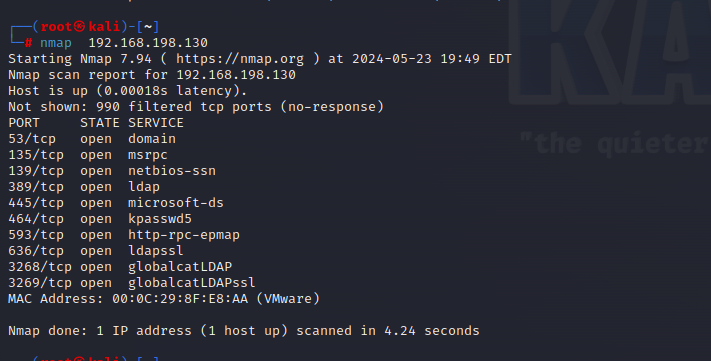 ┌──(root㉿kali)-[~]
└─# nmap  192.168.198.130
Starting Nmap 7.94 ( https://nmap.org ) at 2024-05-23 19:49 EDT
Nmap scan report for 192.168.198.130
Host is up (0.00018s latency).
Not shown: 990 filtered tcp ports (no-response)
PORT     STATE SERVICE
53/tcp   open  domain
135/tcp  open  msrpc
139/tcp  open  netbios-ssn
389/tcp  open  ldap
445/tcp  open  microsoft-ds
464/tcp  open  kpasswd5
593/tcp  open  http-rpc-epmap
636/tcp  open  ldapssl
3268/tcp open  globalcatLDAP
3269/tcp open  globalcatLDAPssl
MAC Address: 00:0C:29:8F:E8:AA (VMware)
Nmap done: 1 IP address (1 host up) scanned in 4.24 seconds
KA
"the quieter